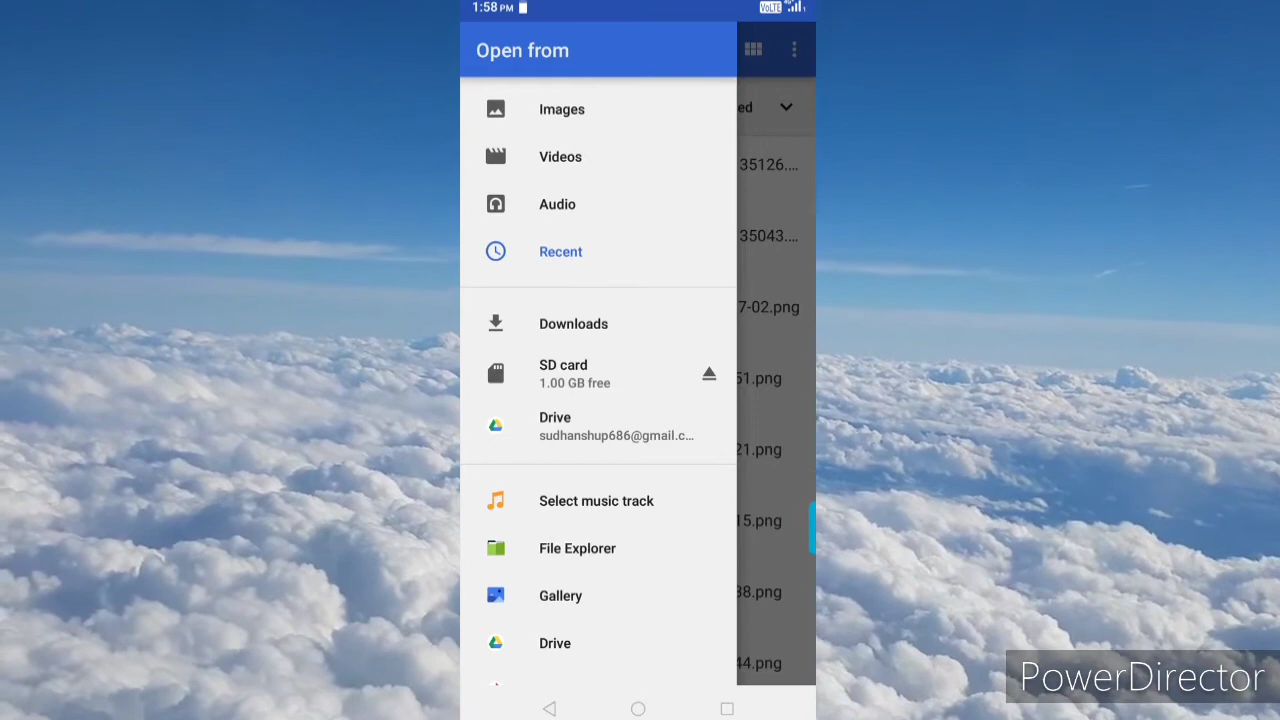 1:58 PM
VoLTE
Open from
Images
ed
Videos
35126....
Audio
35043....
Recent
7-02.png
Downloads
SD card
1.00 GB free
51.png
Drive
sudhanshup686@gmail.c...
21.png
Select music track
15.png
File Explorer
38.png
Gallery
Drive
44.png
PowerDirector